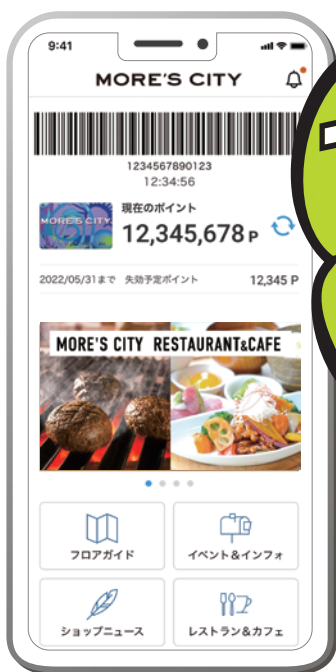 9:41
MORE'S CITY
1234567890123
12:34:56
MORE'S CITY
現在のポイント
12,345,678 P
2022/05/31まで 失効予定ポイント 12,345 P
MORE'S CITY RESTAURANT&CAFE
フロアガイド
イベント&インフォ
ショップニュース
レストラン&カフェ